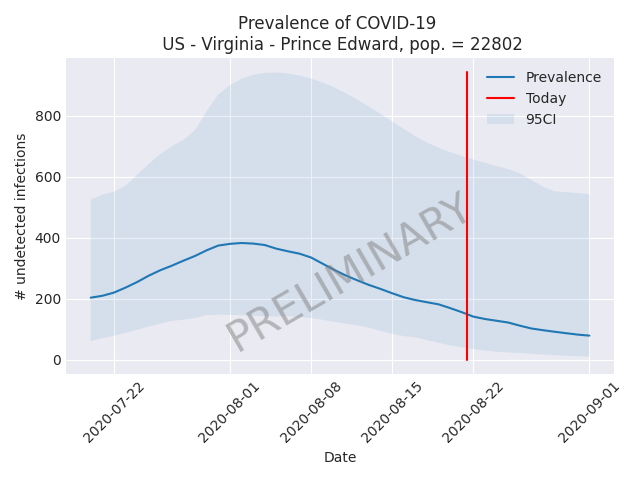 Prevalence of COVID-19
US - Virginia - Prince Edward, pop. = 22802
Prevalence
Today
95CI
800
600
400
200
0
# undetected infections
PRELIMINARY
2020-07-22
2020-08-01
2020-08-08
2020-08-15
2020-08-22
2020-09-01
Date